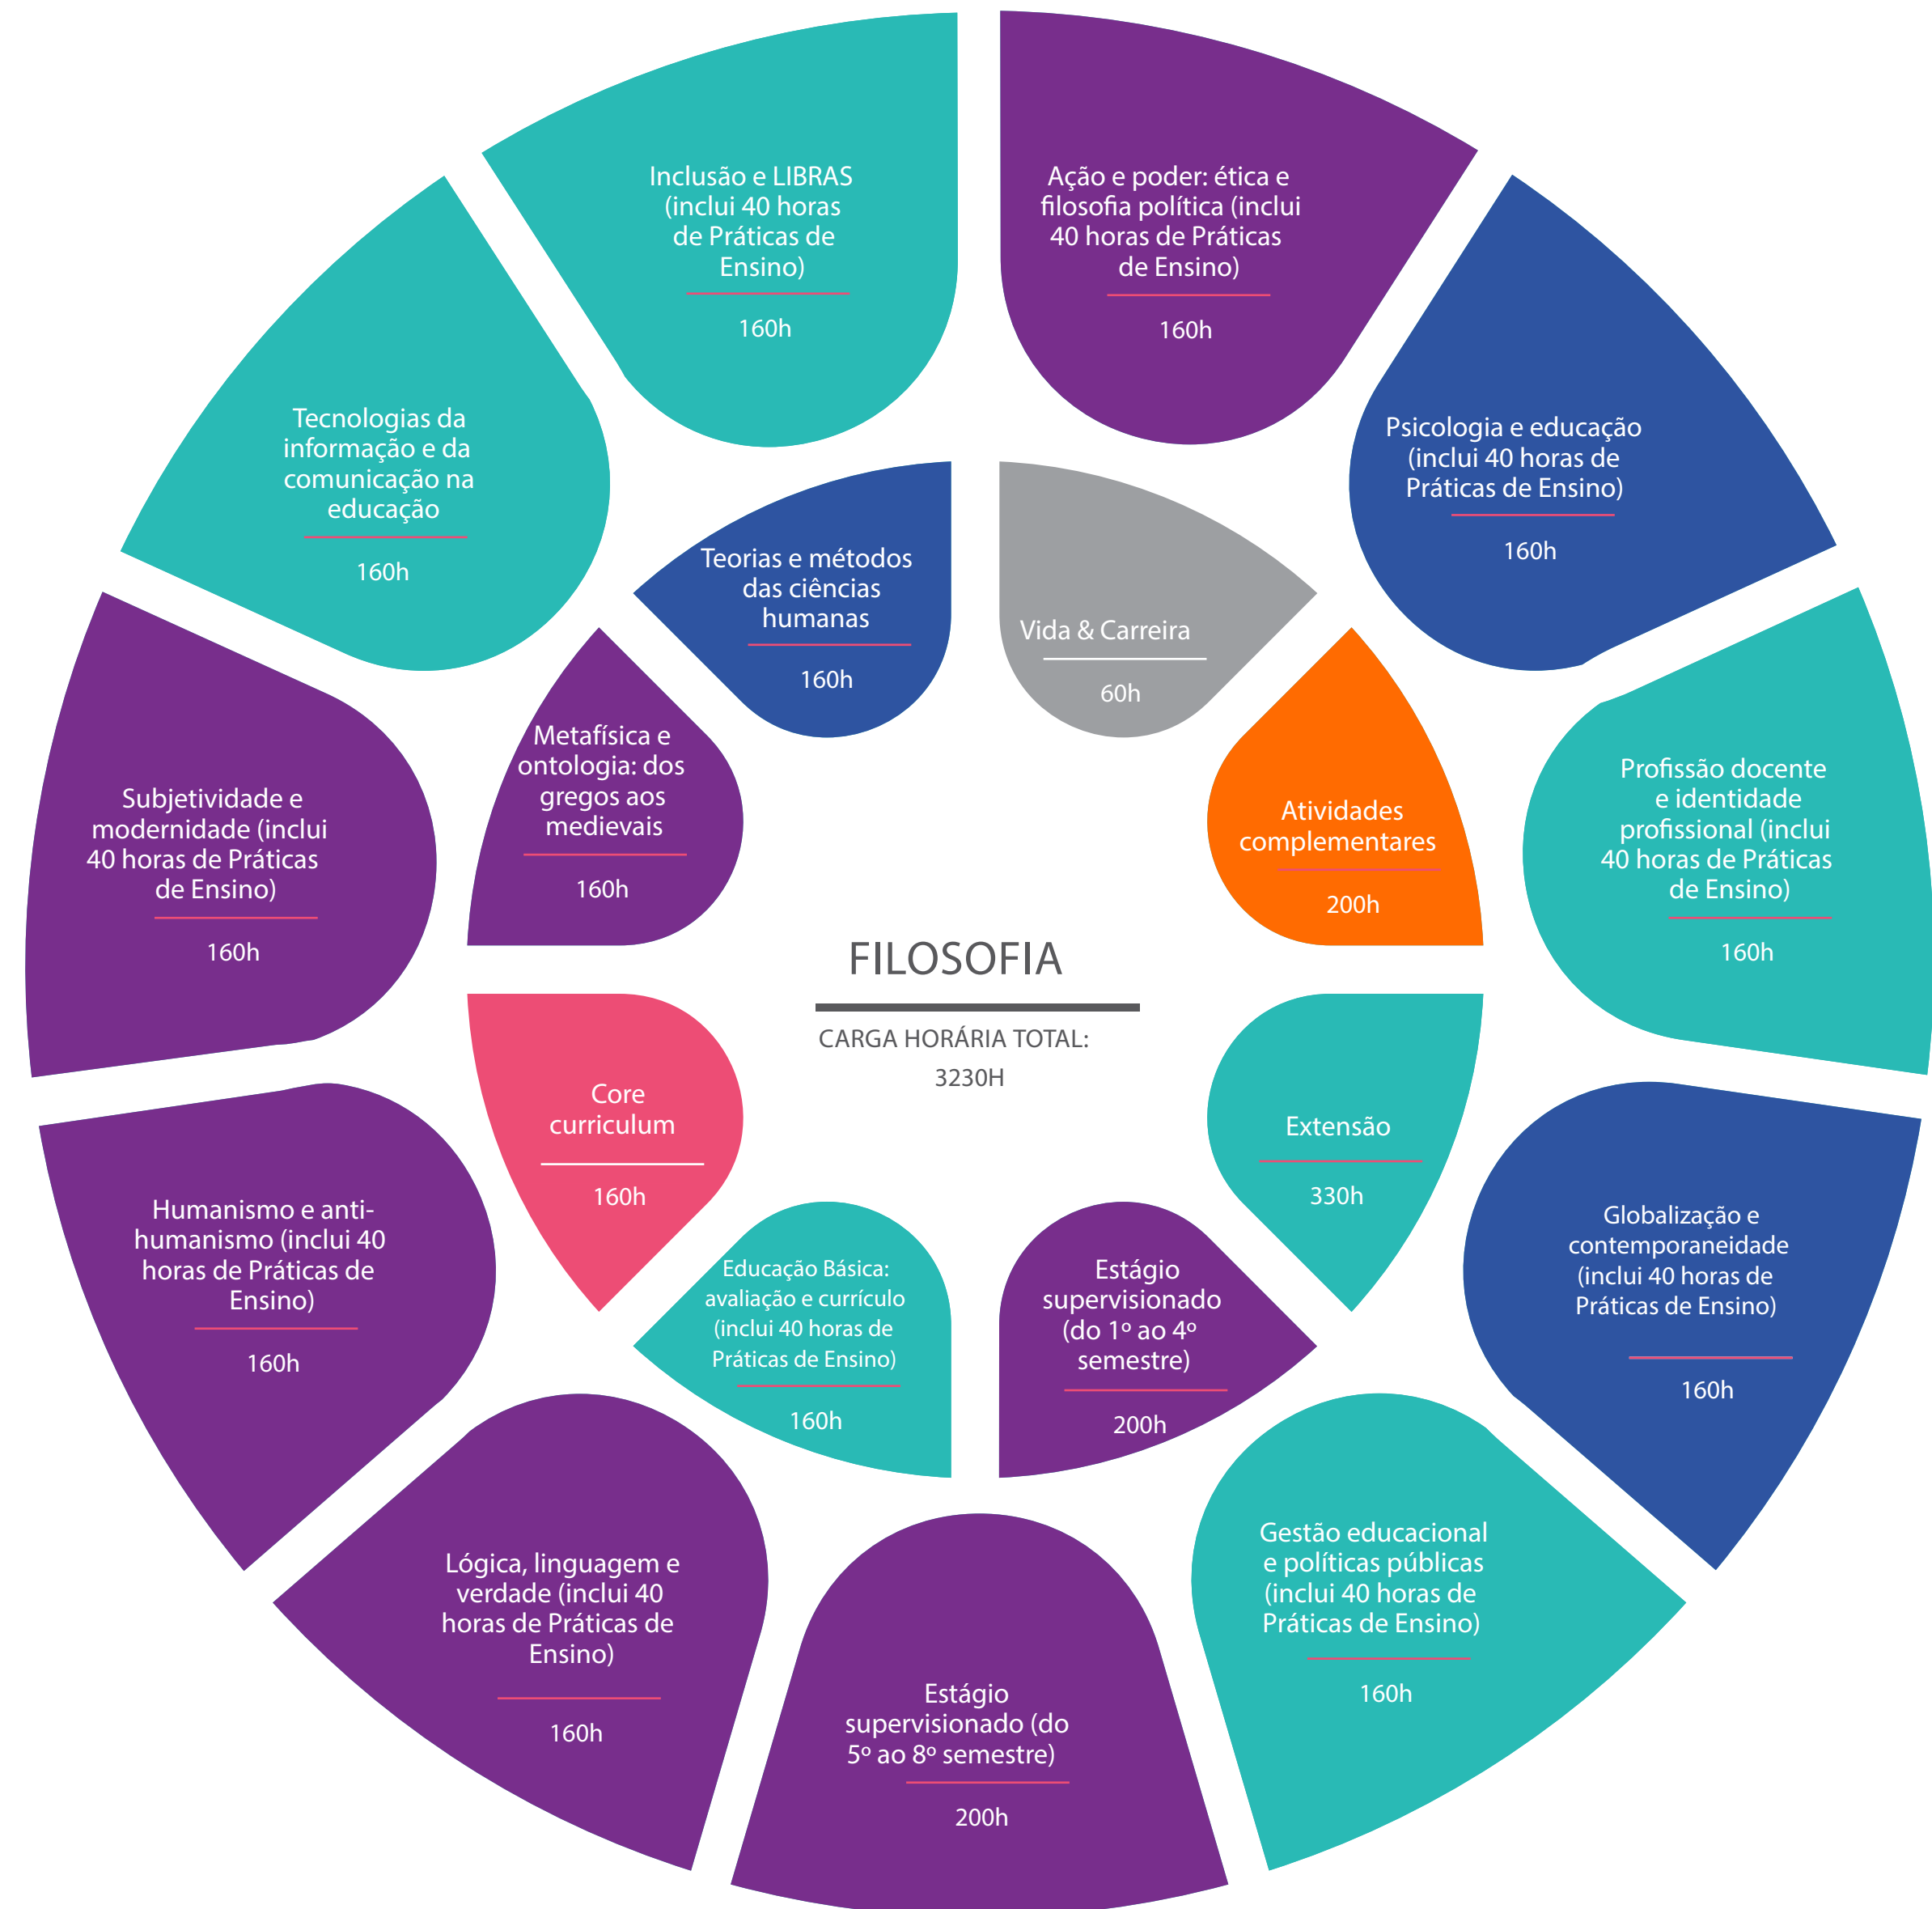 Inclusão e LIBRAS
(inclui 40 horas
de Práticas de
Ensino)
160h
Ação e poder: ética e
filosofia política (inclui
40 horas de Práticas
de Ensino)
160h
Tecnologias da
informação e da
comunicação na
educação
160h
Psicologia e educação
(inclui 40 horas de
Práticas de Ensino)
160h
Teorias e métodos
das ciências
humanas
160h
Vida & Carreira
60h
Metafísica e
ontologia: dos
gregos aos
medievais
160h
Atividades
complementares
200h
Subjetividade e
modernidade (inclui
40 horas de Práticas
de Ensino)
160h
Profissão docente
e identidade
profissional (inclui
40 horas de Práticas
de Ensino)
160h
FILOSOFIA
CARGA HORÁRIA TOTAL:
3230H
Core
curriculum
160h
Extensão
330h
Humanismo e anti-
humanismo (inclui 40
horas de Práticas de
Ensino)
160h
Educação Básica:
avaliação e currículo
(inclui 40 horas de
Práticas de Ensino)
160h
Estágio
supervisionado
(do 1º ao 4º
semestre)
200h
Globalização e
contemporaneidade
(inclui 40 horas de
Práticas de Ensino)
160h
Lógica, linguagem e
verdade (inclui 40
horas de Práticas de
Ensino)
160h
Estágio
supervisionado (do
5º ao 8º semestre)
200h
Gestão educacional
e políticas públicas
(inclui 40 horas de
Práticas de Ensino)
160h